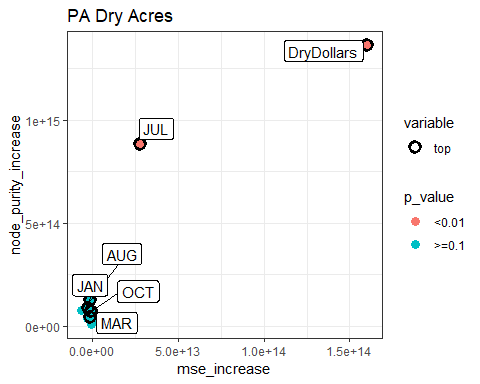 PA Dry Acres
DryDollars
JUL
AUG
JAN
OCT
MAR
1e+15
5e+14
0e+00
node_purity_increase
0.0e+00 5.0e+13 1.0e+14 1.5e+14
mse_increase
variable
top
p_value
<0.01
>=0.1